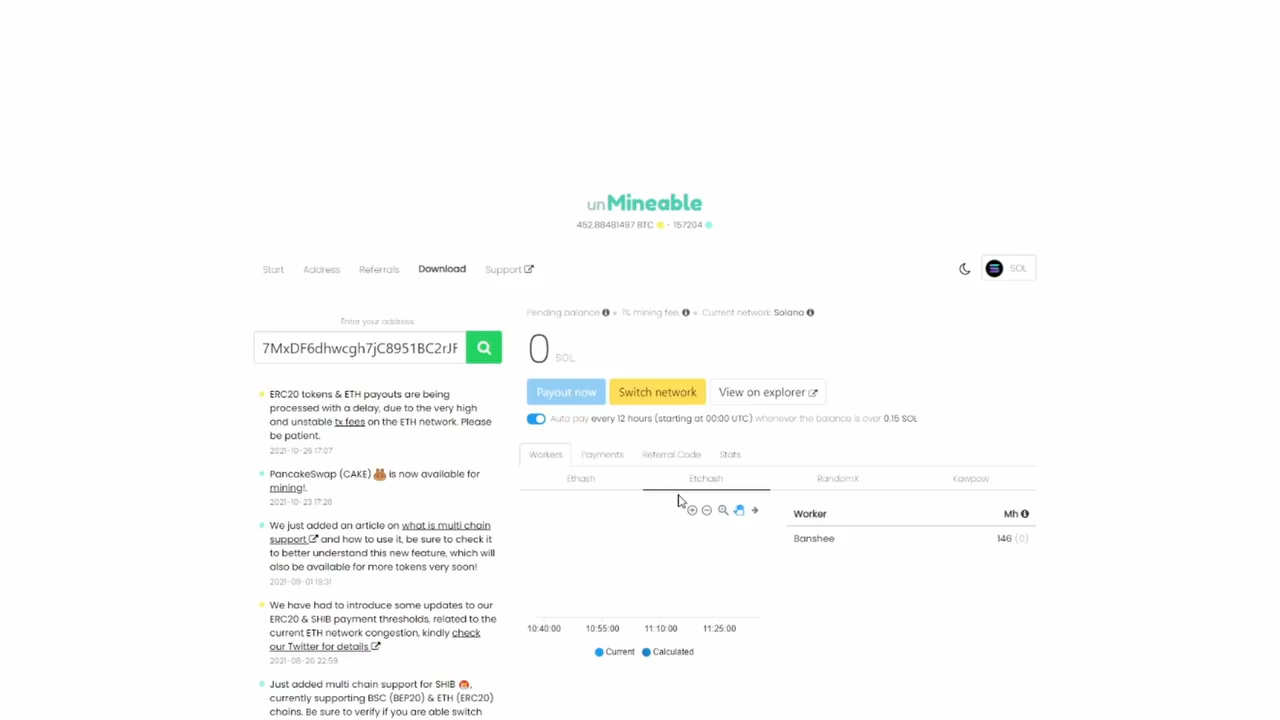 unMineable
452.88481497 BTC - 157204
Start Address Referrals Download Support
SOL
Enter your address:
7MxDF6dhwcgh7jC8951BC2rJF
ERC20 tokens & ETH payouts are being
processed with a delay, due to the very high
and unstable tx fees on the ETH network. Please
be patient.
2021-10-26 17:07
PancakeSwap (CAKE) is now available for
mining!.
2021-10-23 17:26
We just added an article on what is multi chain
support and how to use it, be sure to check it
to better understand this new feature, which will
also be available for more tokens very soon!
2021-09-01 19:31
We have had to introduce some updates to our
ERC20 & SHIB payment thresholds, related to the
current ETH network congestion, kindly check
our Twitter for details
2021-08-26 22:59
Just added multi chain support for SHIB ,
currently supporting BSC (BEP20) & ETH (ERC20)
chains. Be sure to verify if you are able switch
Pending balance 1% mining fee. Current network: Solana
0 SOL
Payout now Switch network View on explorer
Auto pay every 12 hours (starting at 00:00 UTC) whenever the balance is over 0.15 SOL
Workers Payments Referral Code Stats
Ethash Etchash RandomX Kawpow
Worker Mh
Banshee 146 (0)
10:40:00 10:55:00 11:10:00 11:25:00
Current Calculated